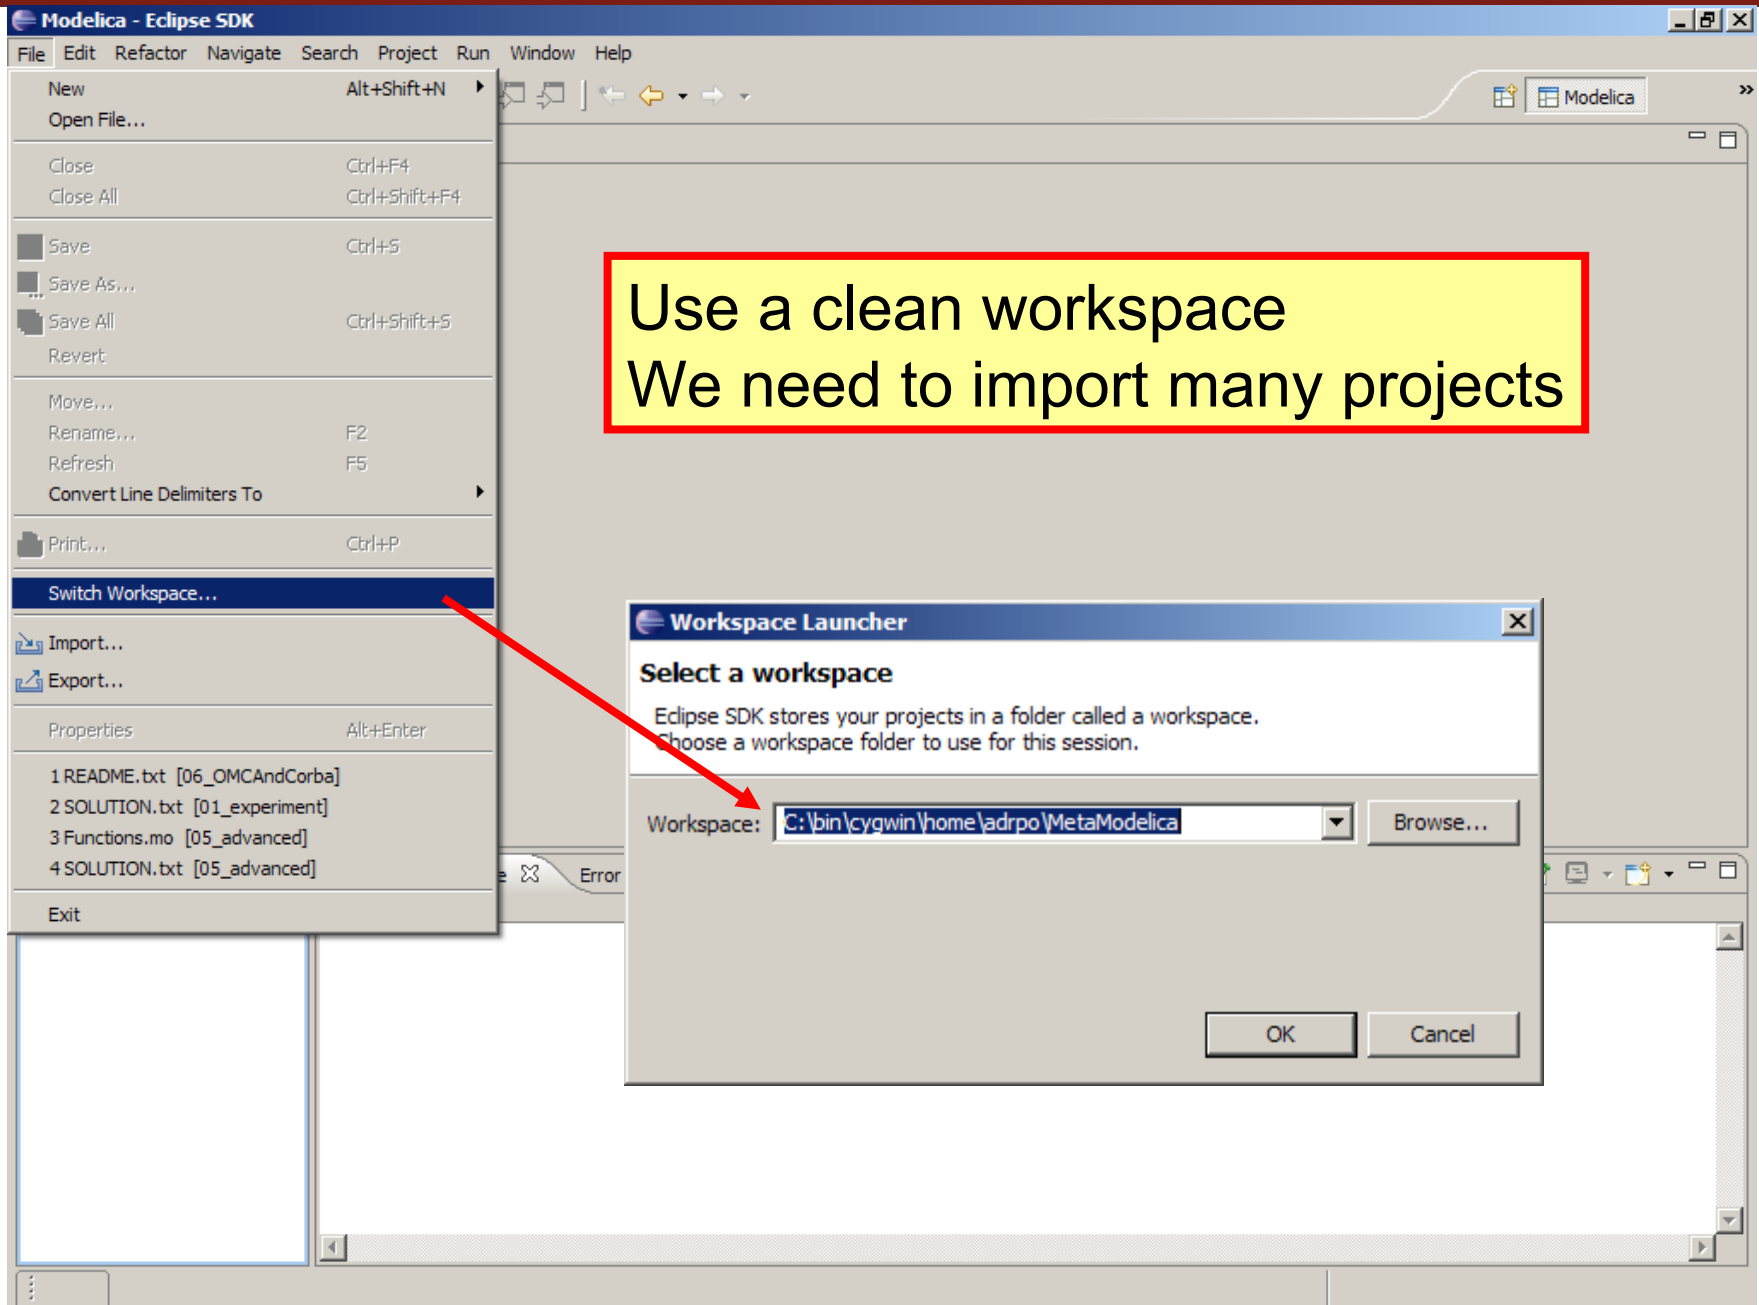 Modelica - Eclipse SDK
File Edit Refactor Navigate Search Project Run Window Help
New Alt+Shift+N
Open File...
Close Ctrl+F4
Close All Ctrl+Shift+F4
Save Ctrl+S
Save As...
Save All Ctrl+Shift+S
Revert
Move...
Rename... F2
Refresh F5
Convert Line Delimiters To
Print... Ctrl+P
Switch Workspace...
Import...
Export...
Properties Alt+Enter
1 README.txt [06_OMCAndCorba]
2 SOLUTION.txt [01_experiment]
3 Functions.mo [05_advanced]
4 SOLUTION.txt [05_advanced]
Exit
Modelica
Use a clean workspace
We need to import many projects
Workspace Launcher
Select a workspace
Eclipse SDK stores your projects in a folder called a workspace.
Choose a workspace folder to use for this session.
Workspace: C:\bin\cygwin\home\adrpo\MetaModelica Browse...
OK Cancel
Error